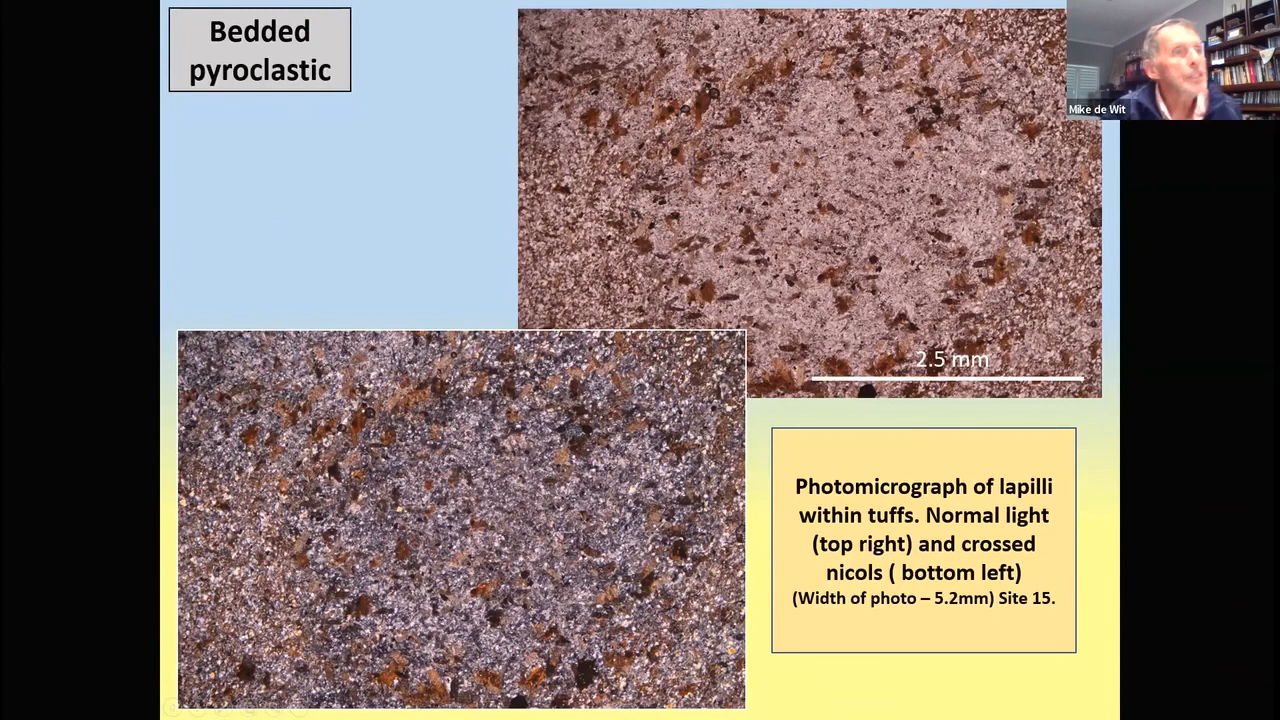 Bedded
pyroclastic
Mike de Wit
2.5 mm
Photomicrograph of lapilli
within tuffs. Normal light
(top right) and crossed
nicols ( bottom left)
(Width of photo – 5.2mm) Site 15.